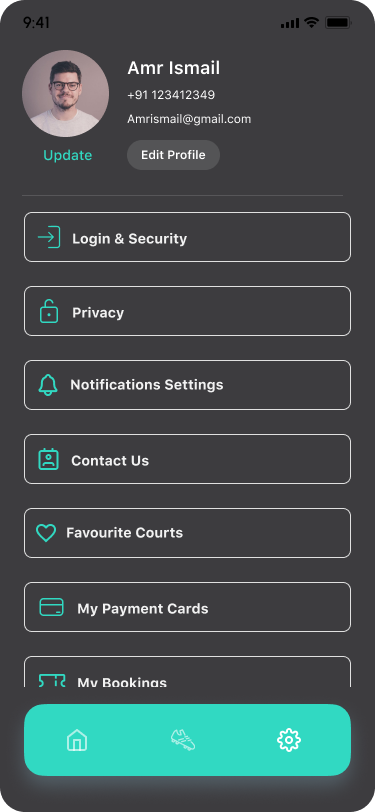 9:41
Amr Ismail
+91 123412349
Amrismail@gmail.com
Update
Edit Profile
Login & Security
Privacy
Notifications Settings
Contact Us
Favourite Courts
My Payment Cards
My Bookings